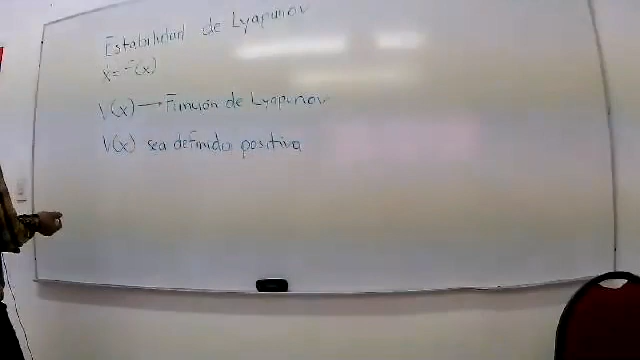 Estabilidad de Lyapunov
ẋ = f(x)
V(x) → Función de Lyapunov
V(x) sea definida positiva